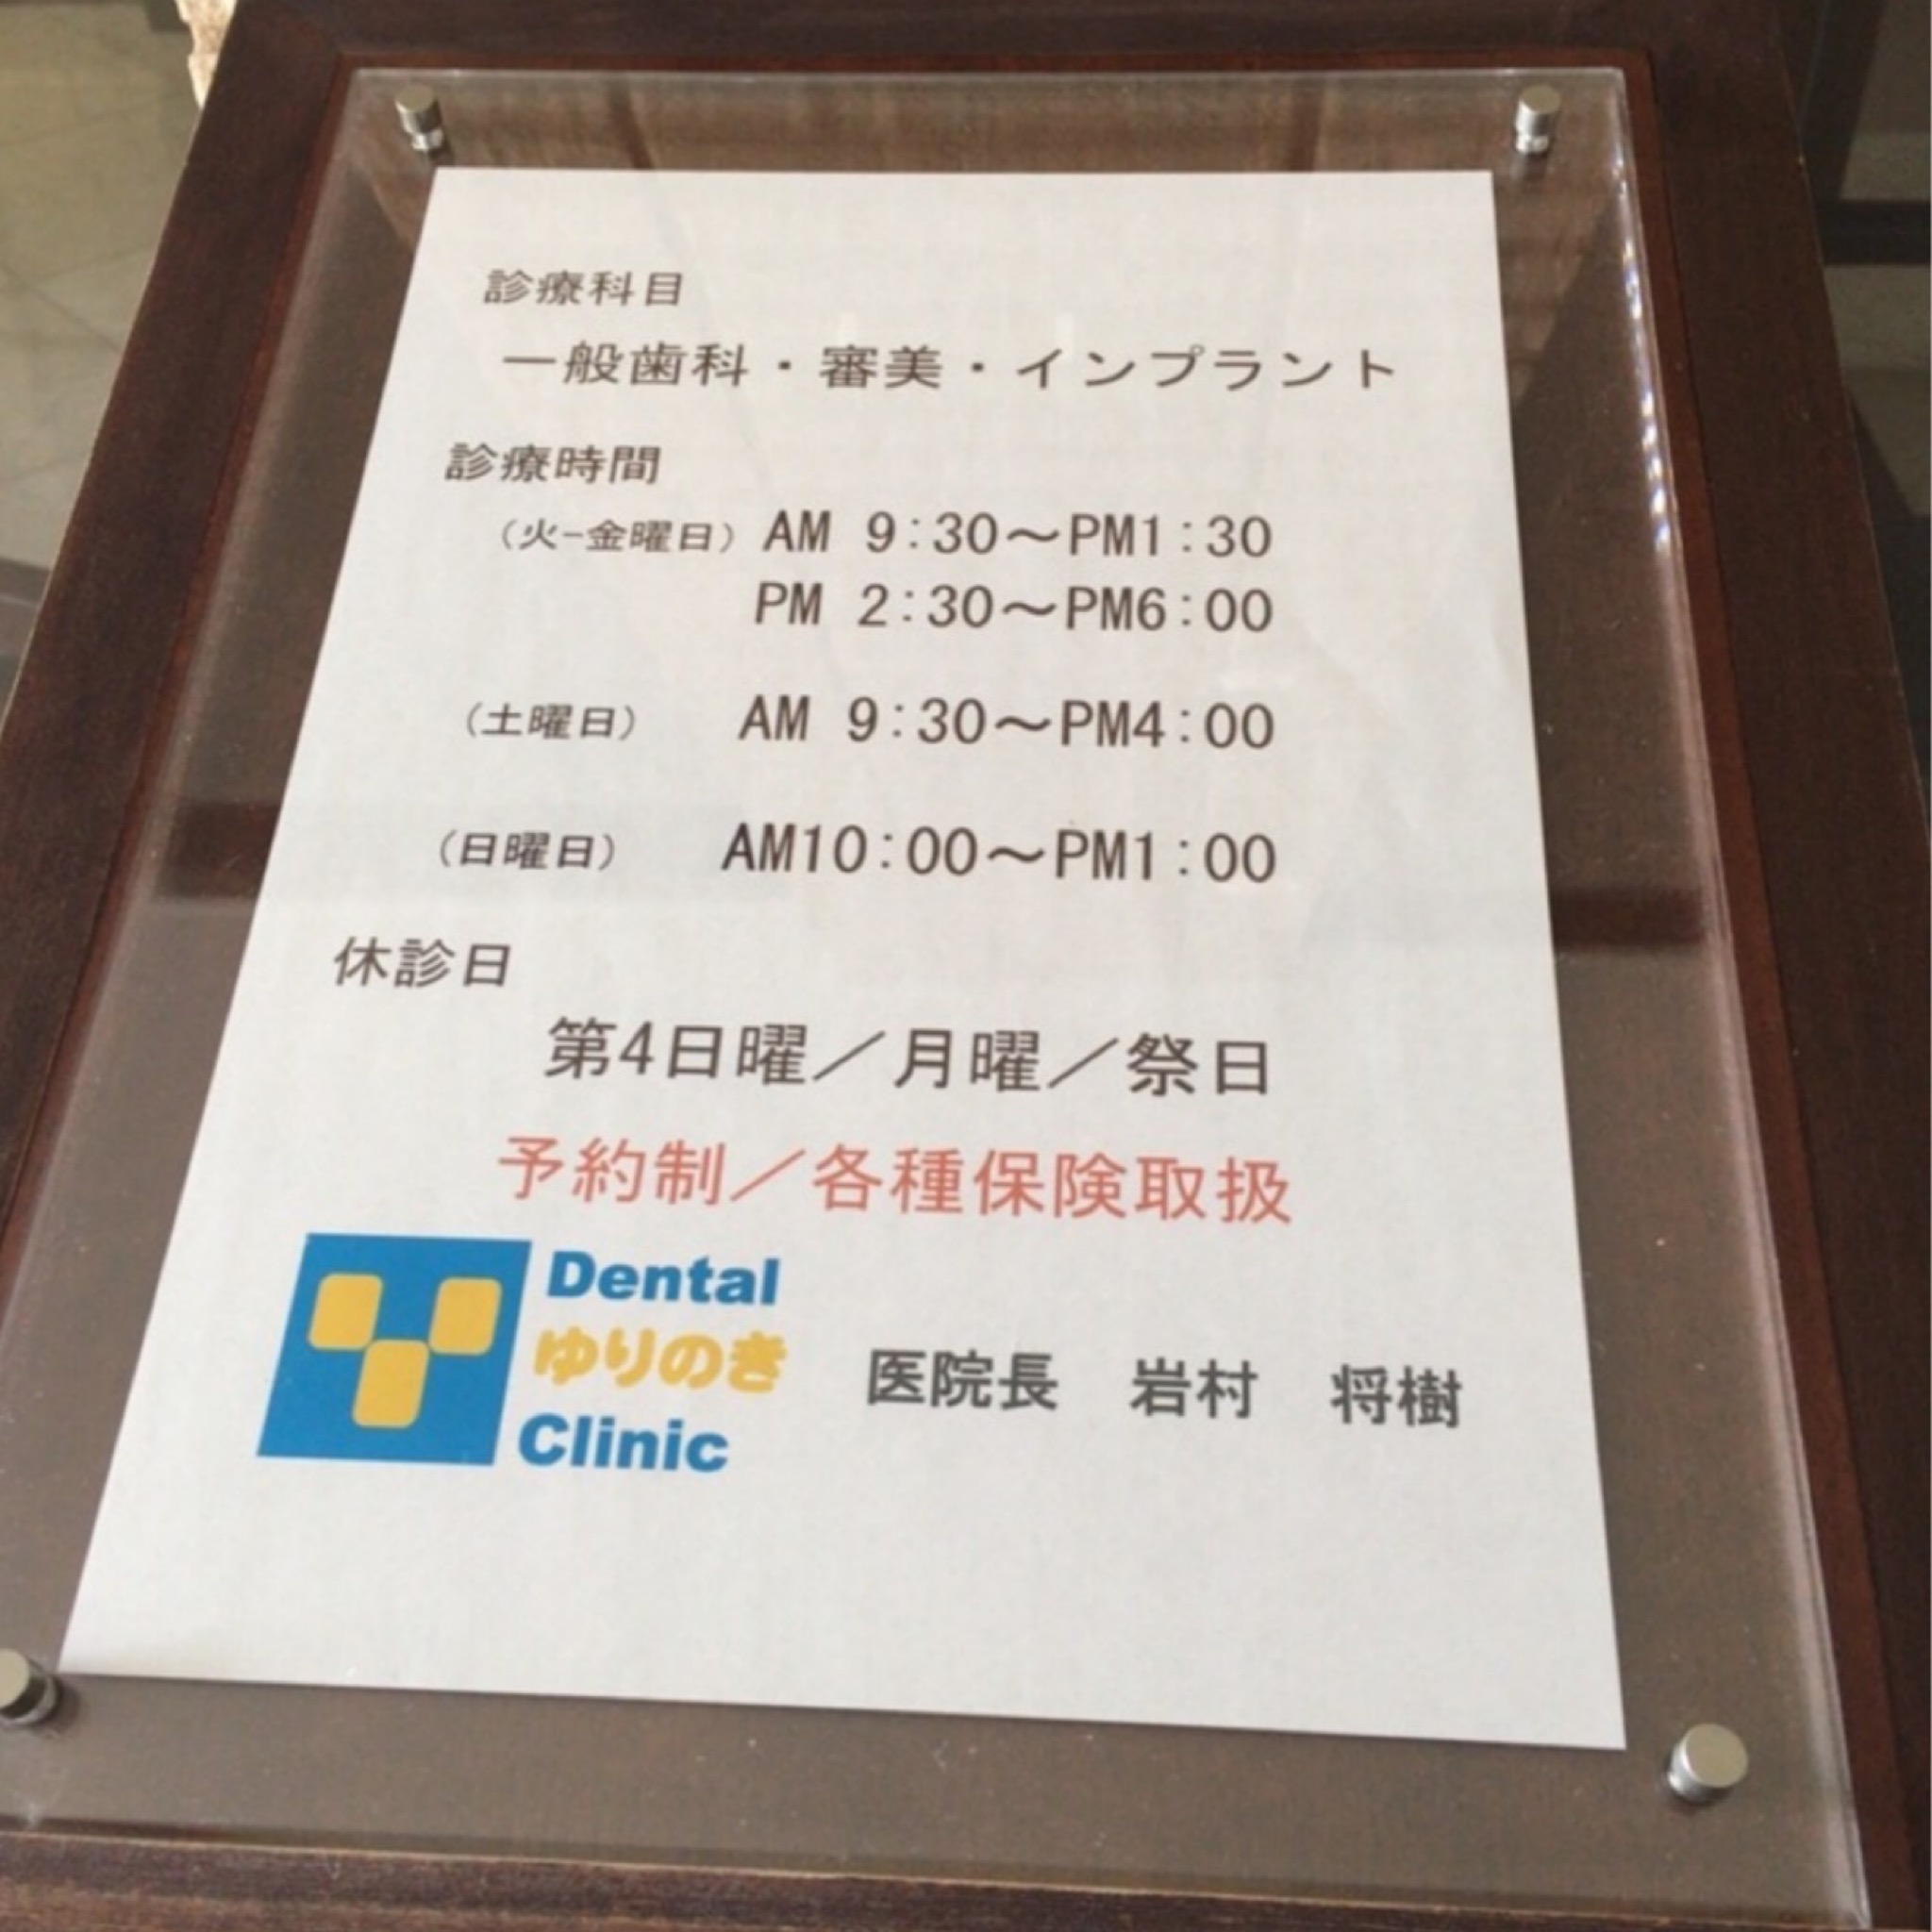 診療科目
一般歯科・審美・インプラント
診療時間
(火-金曜日) AM 9:30～PM1:30
PM 2:30～PM6:00
(土曜日) AM 9:30～PM4:00
(日曜日) AM10:00～PM1:00
休診日
第4日曜／月曜／祭日
予約制／各種保険取扱
Dental
ゆりのき
Clinic
医院長 岩村 将樹